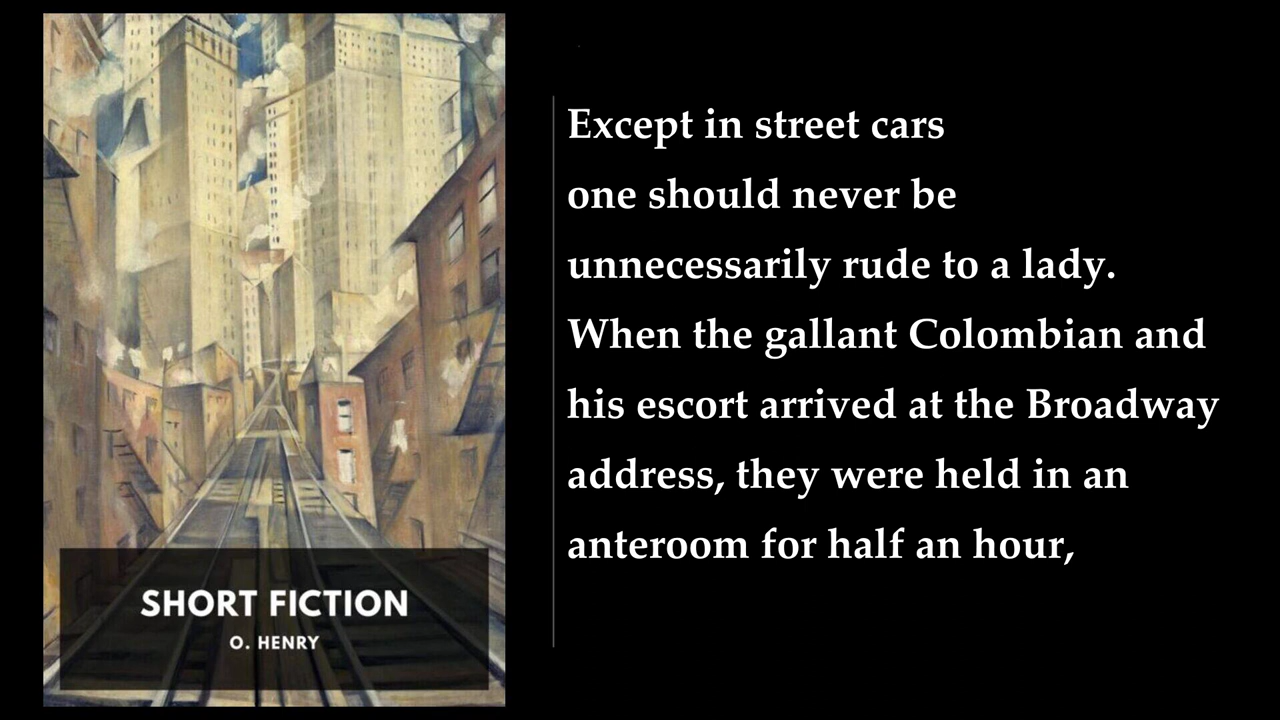 SHORT FICTION
O. HENRY
Except in street cars
one should never be
unnecessarily rude to a lady.
When the gallant Colombian and
his escort arrived at the Broadway
address, they were held in an
anteroom for half an hour,